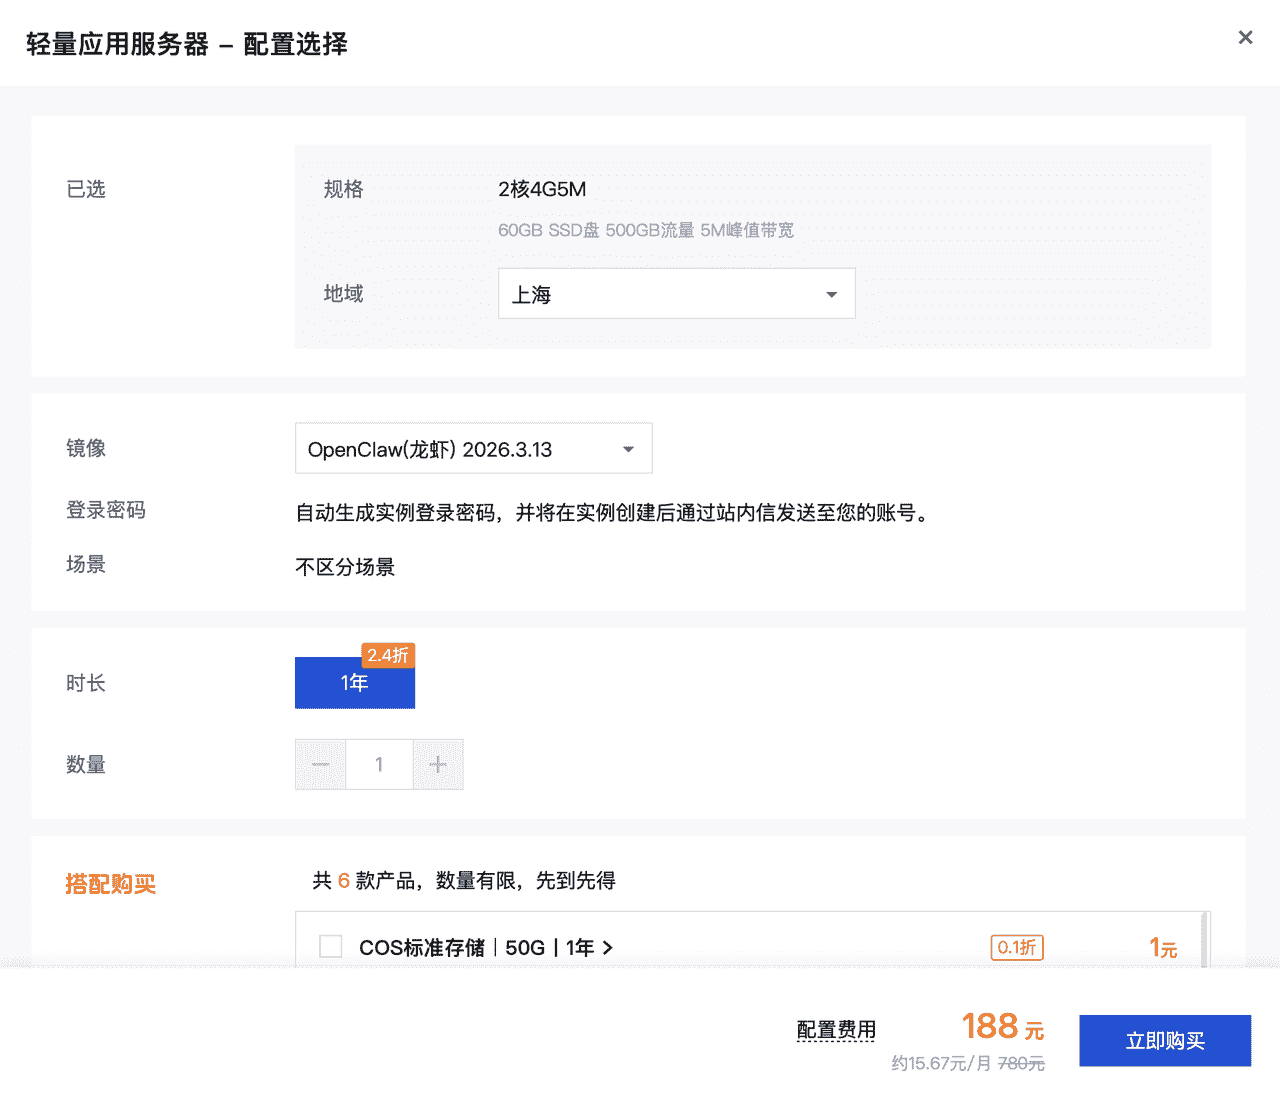 轻量应用服务器 – 配置选择
已选
规格
2核4G5M
60GB SSD盘 500GB流量 5M峰值带宽
地域
上海
镜像
OpenClaw(龙虾) 2026.3.13
登录密码
自动生成实例登录密码，并将在实例创建后通过站内信发送至您的账号。
场景
不区分场景
时长
2.4折
1年
数量
1
搭配购买
共 6 款产品，数量有限，先到先得
COS标准存储｜50G｜1年
0.1折
1元
配置费用
188 元
约15.67元/月 780元
立即购买